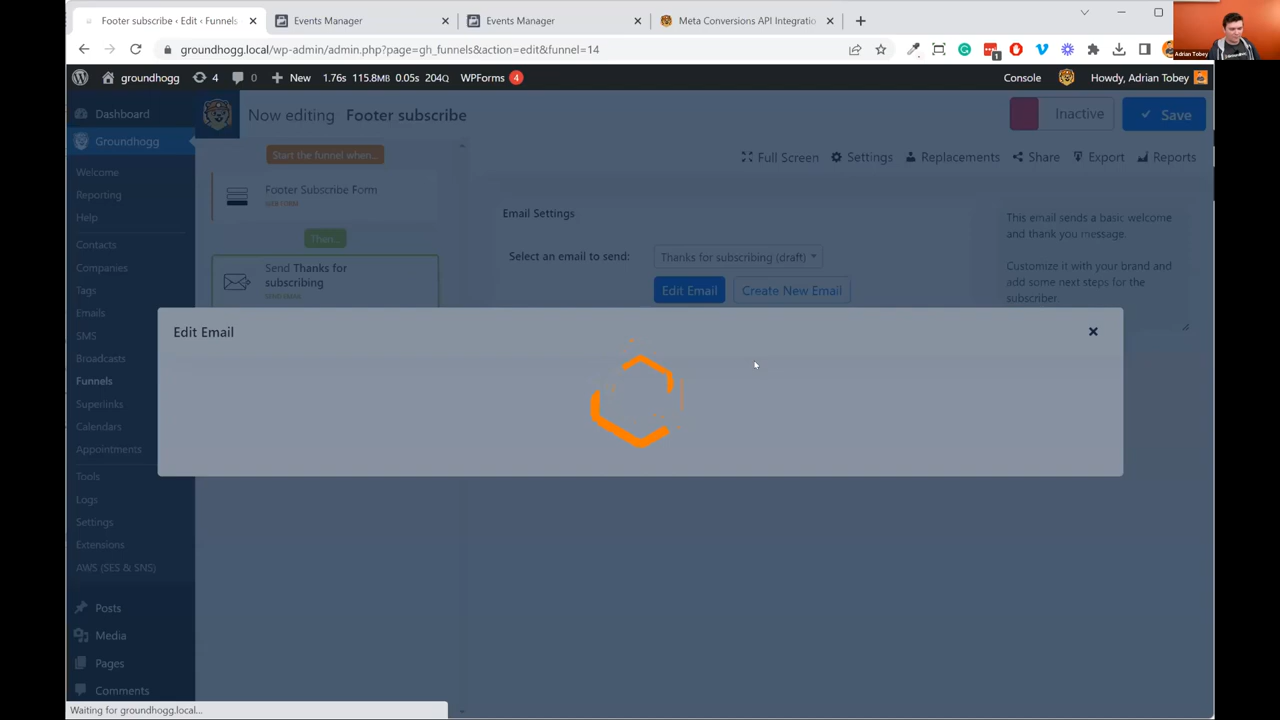 Footer subscribe ‹ Edit ‹ Funnels
Events Manager
Events Manager
Meta Conversions API Integratio
groundhogg.local/wp-admin/admin.php?page=gh_funnels&action=edit&funnel=14
1
Adrian Tobey
groundhogg
4
0
New
1.76s
115.8MB
0.05s
204Q
WPForms
4
Console
Howdy, Adrian Tobey
Dashboard
Groundhogg
Welcome
Reporting
Help
Contacts
Companies
Tags
Emails
SMS
Broadcasts
Funnels
Superlinks
Calendars
Appointments
Tools
Logs
Settings
Extensions
AWS (SES & SNS)
Posts
Media
Pages
Comments
Now editing Footer subscribe
Inactive
Save
Start the funnel when...
Footer Subscribe Form
WEB FORM
Then...
Send Thanks for
subscribing
SEND EMAIL
Full Screen
Settings
Replacements
Share
Export
Reports
Email Settings
Select an email to send:
Thanks for subscribing (draft)
Edit Email
Create New Email
This email sends a basic welcome
and thank you message.
Customize it with your brand and
add some next steps for the
subscriber.
Edit Email
Waiting for groundhogg.local...